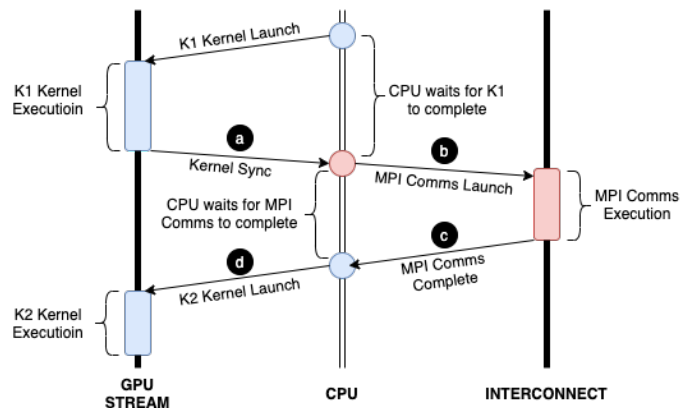 K1 Kernel Launch
K1 Kernel
Executioin
CPU waits for K1
to complete
a
Kernel Sync
b
MPI Comms Launch
CPU waits for MPI
Comms to complete
MPI Comms
Execution
c
MPI Comms
Complete
d
K2 Kernel Launch
K2 Kernel
Executioin
GPU
STREAM
CPU
INTERCONNECT